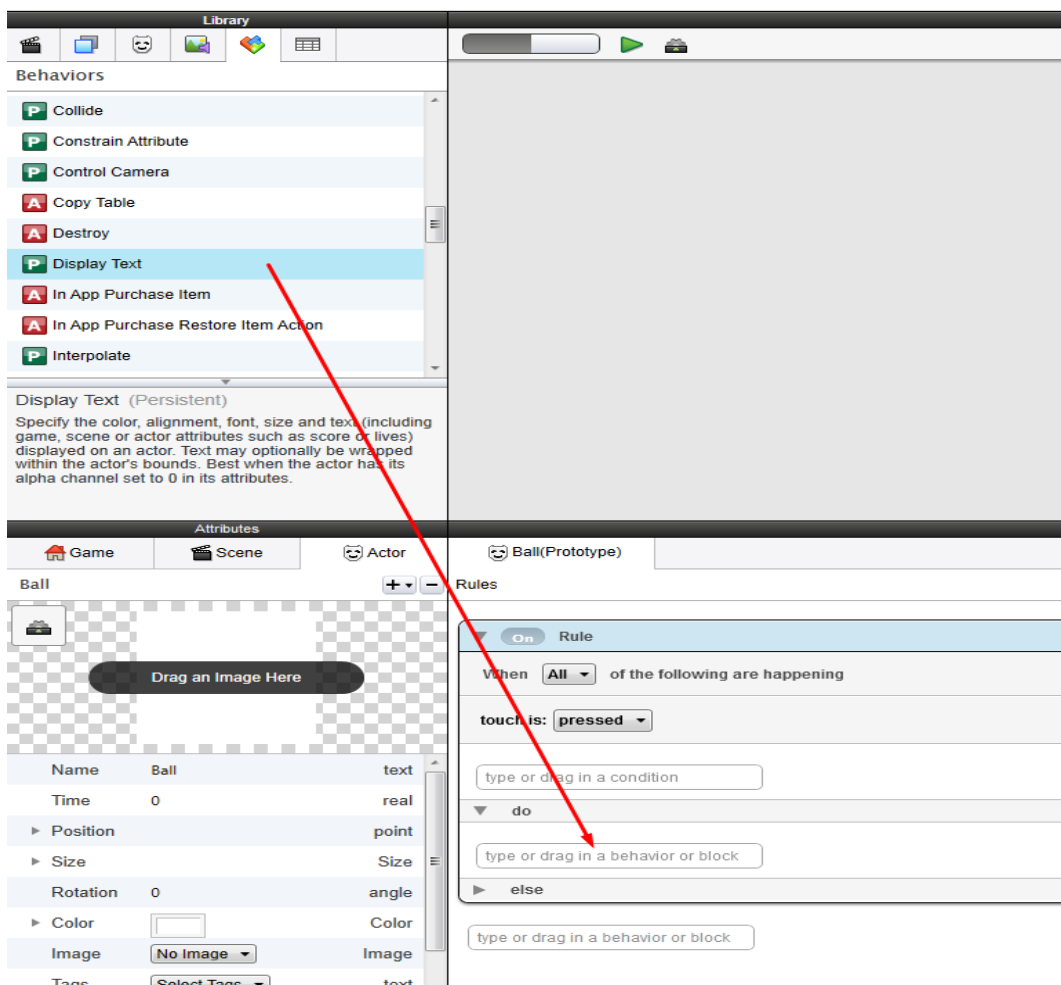 Library
Behaviors
P Collide
P Constrain Attribute
P Control Camera
A Copy Table
A Destroy
P Display Text
A In App Purchase Item
A In App Purchase Restore Item Action
P Interpolate
Display Text (Persistent)
Specify the color, alignment, font, size and text (including
game, scene or actor attributes such as score or lives)
displayed on an actor. Text may optionally be wrapped
within the actor's bounds. Best when the actor has its
alpha channel set to 0 in its attributes.
Attributes
Game Scene Actor
Ball
Drag an Image Here
Name Ball text
Time 0 real
Position point
Size Size
Rotation 0 angle
Color Color
Image No Image Image
Tags Select Tags text
Ball(Prototype)
Rules
On Rule
When All of the following are happening
touch is: pressed
type or drag in a condition
do
type or drag in a behavior or block
else
type or drag in a behavior or block